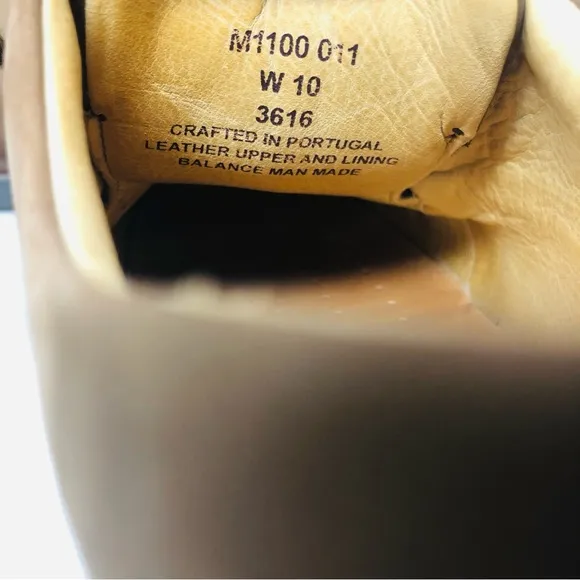 M1100 011
W 10
3616
CRAFTED IN PORTUGAL
LEATHER UPPER AND LINING
BALANCE MAN MADE